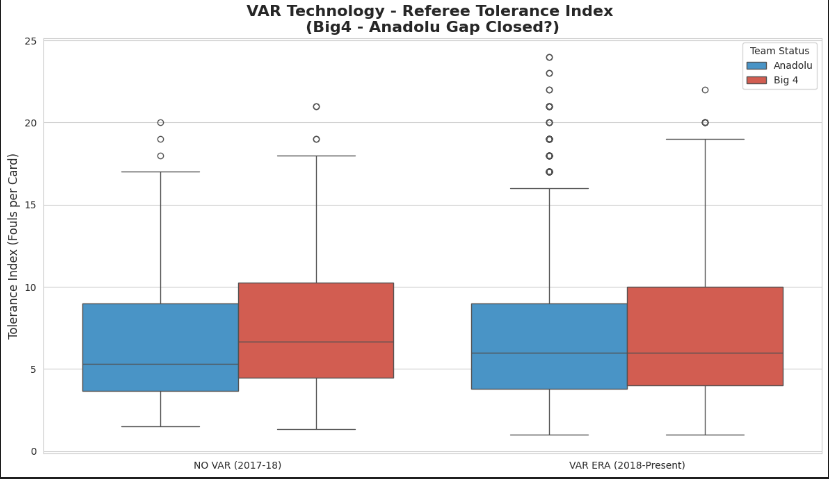 VAR Technology - Referee Tolerance Index
(Big4 - Anadolu Gap Closed?)
Team Status
Anadolu
Big 4
Tolerance Index (Fouls per Card)
25
20
15
10
5
0
NO VAR (2017-18)
VAR ERA (2018-Present)